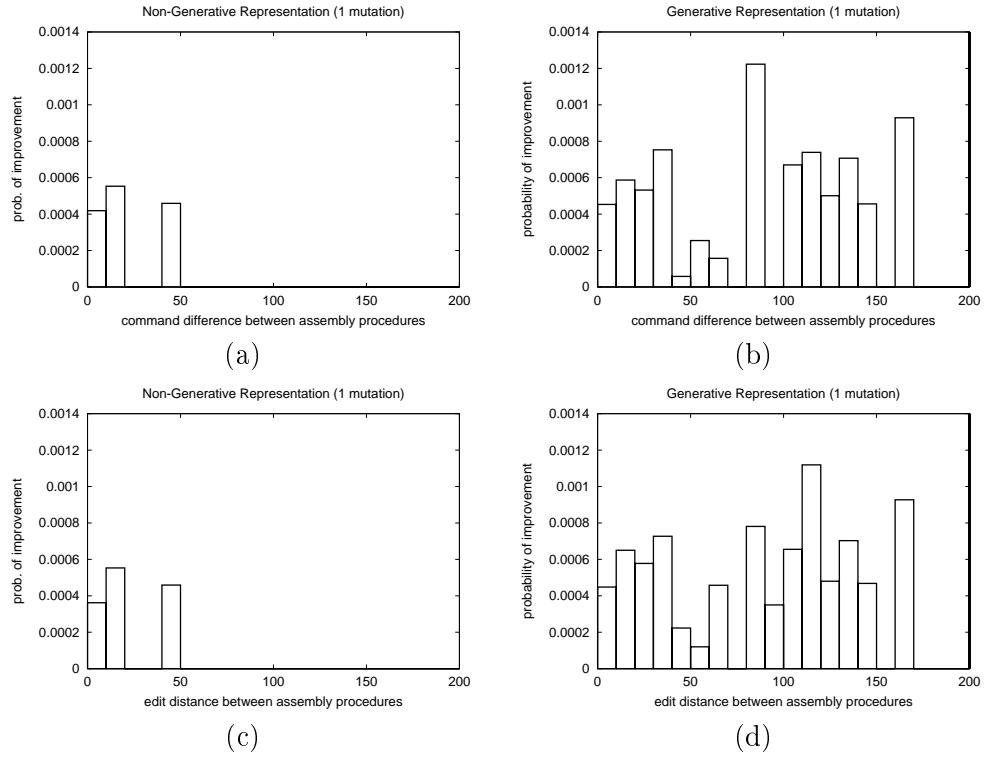 Non-Generative Representation (1 mutation)
0.0014
0.0012
0.001
0.0008
0.0006
0.0004
0.0002
0
prob. of improvement
0 50 100 150 200
command difference between assembly procedures
(a)
Generative Representation (1 mutation)
0.0014
0.0012
0.001
0.0008
0.0006
0.0004
0.0002
0
probability of improvement
0 50 100 150 200
command difference between assembly procedures
(b)
Non-Generative Representation (1 mutation)
0.0014
0.0012
0.001
0.0008
0.0006
0.0004
0.0002
0
prob. of improvement
0 50 100 150 200
edit distance between assembly procedures
(c)
Generative Representation (1 mutation)
0.0014
0.0012
0.001
0.0008
0.0006
0.0004
0.0002
0
probability of improvement
0 50 100 150 200
edit distance between assembly procedures
(d)